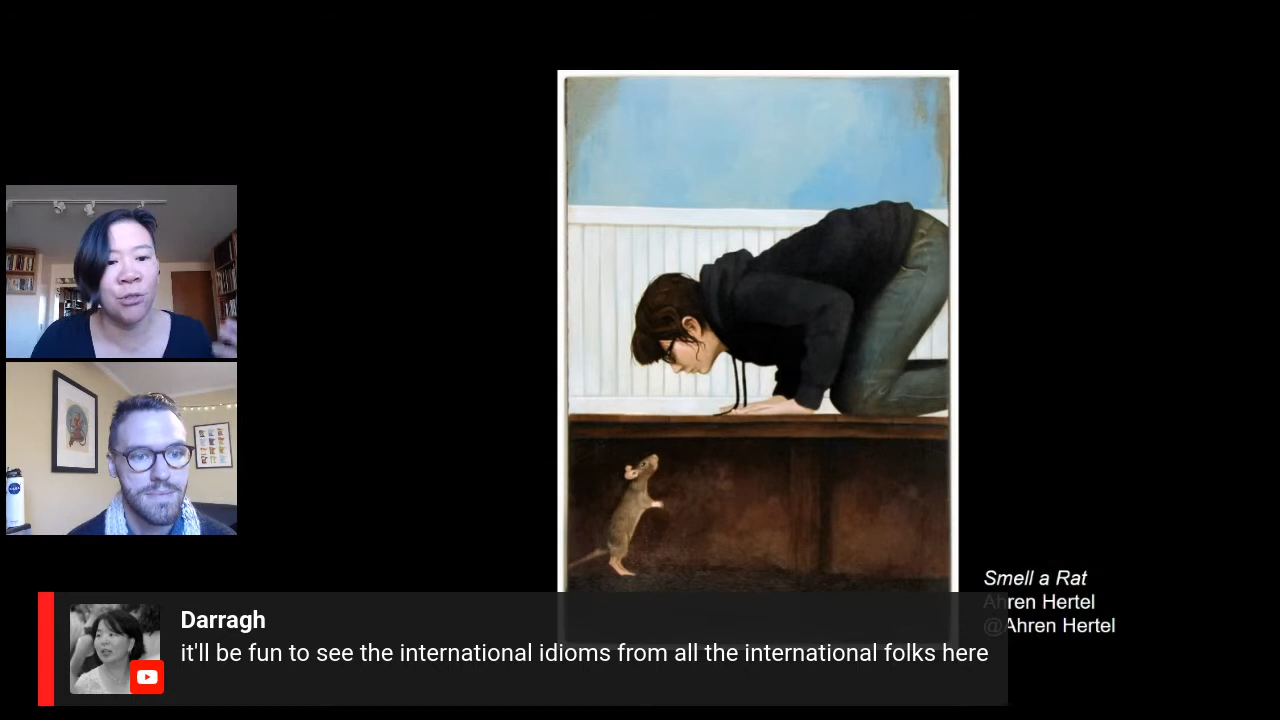 Smell a Rat
Ahren Hertel
@Ahren Hertel
Darragh
it'll be fun to see the international idioms from all the international folks here